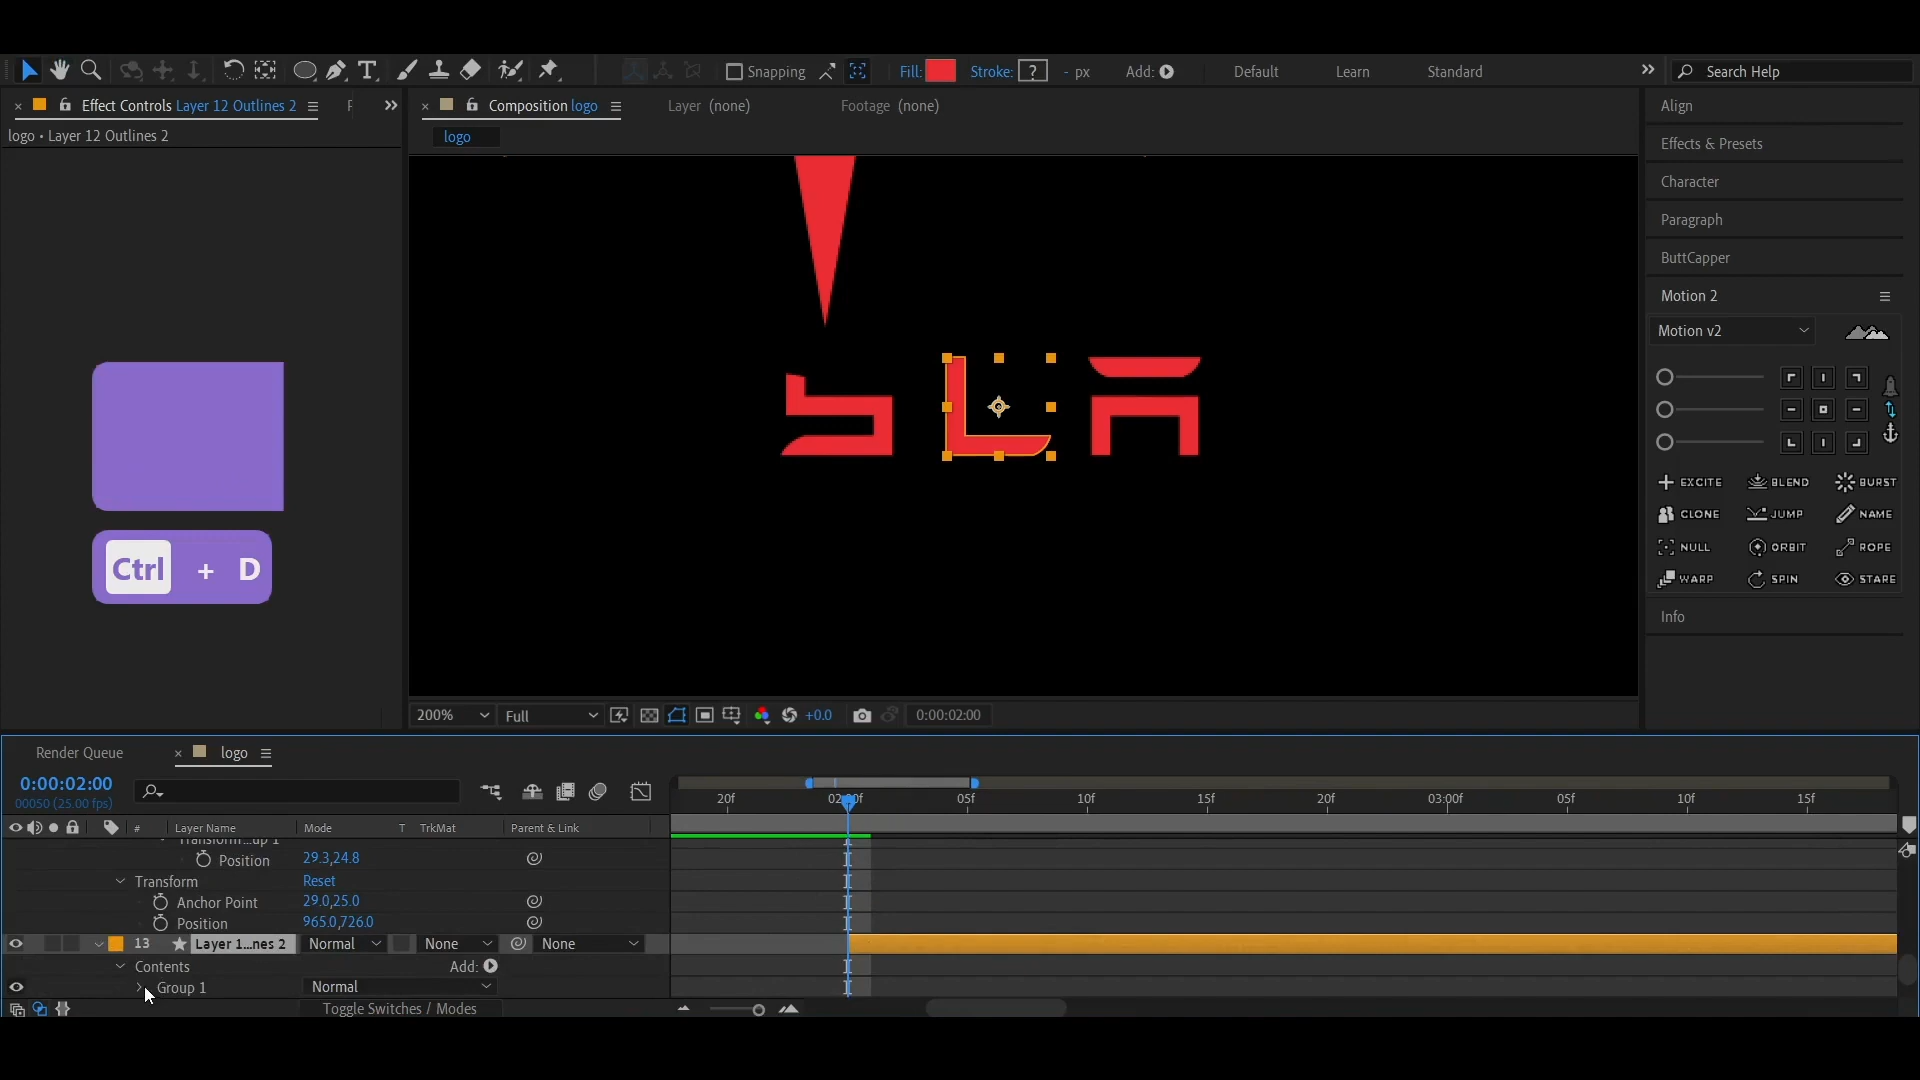 Snapping
Fill:
Stroke: ?
- px
Add:
Default
Learn
Standard
Search Help
Effect Controls Layer 12 Outlines 2
Composition logo
Layer (none)
Footage (none)
logo • Layer 12 Outlines 2
logo
Align
Effects & Presets
Character
Paragraph
ButtCapper
Motion 2
Motion v2
EXCITE
BLEND
BURST
CLONE
JUMP
NAME
NULL
ORBIT
ROPE
WARP
SPIN
STARE
Info
Ctrl + D
200%
Full
+0.0
0:00:02:00
Render Queue
logo
0:00:02:00
00050 (25.00 fps)
20f
05f
10f
15f
20f
03:00f
05f
10f
15f
# Layer Name
Mode
T TrkMat
Parent & Link
Position
29.3,24.8
Transform
Reset
Anchor Point
29.0,25.0
Position
965.0,726.0
13
Layer 1...nes 2
Normal
None
None
Contents
Add:
Group 1
Normal
Toggle Switches / Modes